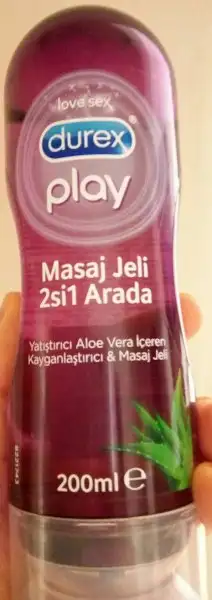 love sex
durex
play
Masaj Jeli
2si1 Arada
Yatıştırıcı Aloe Vera İçeren
Kayganlaştırıcı & Masaj Jeli
200ml e